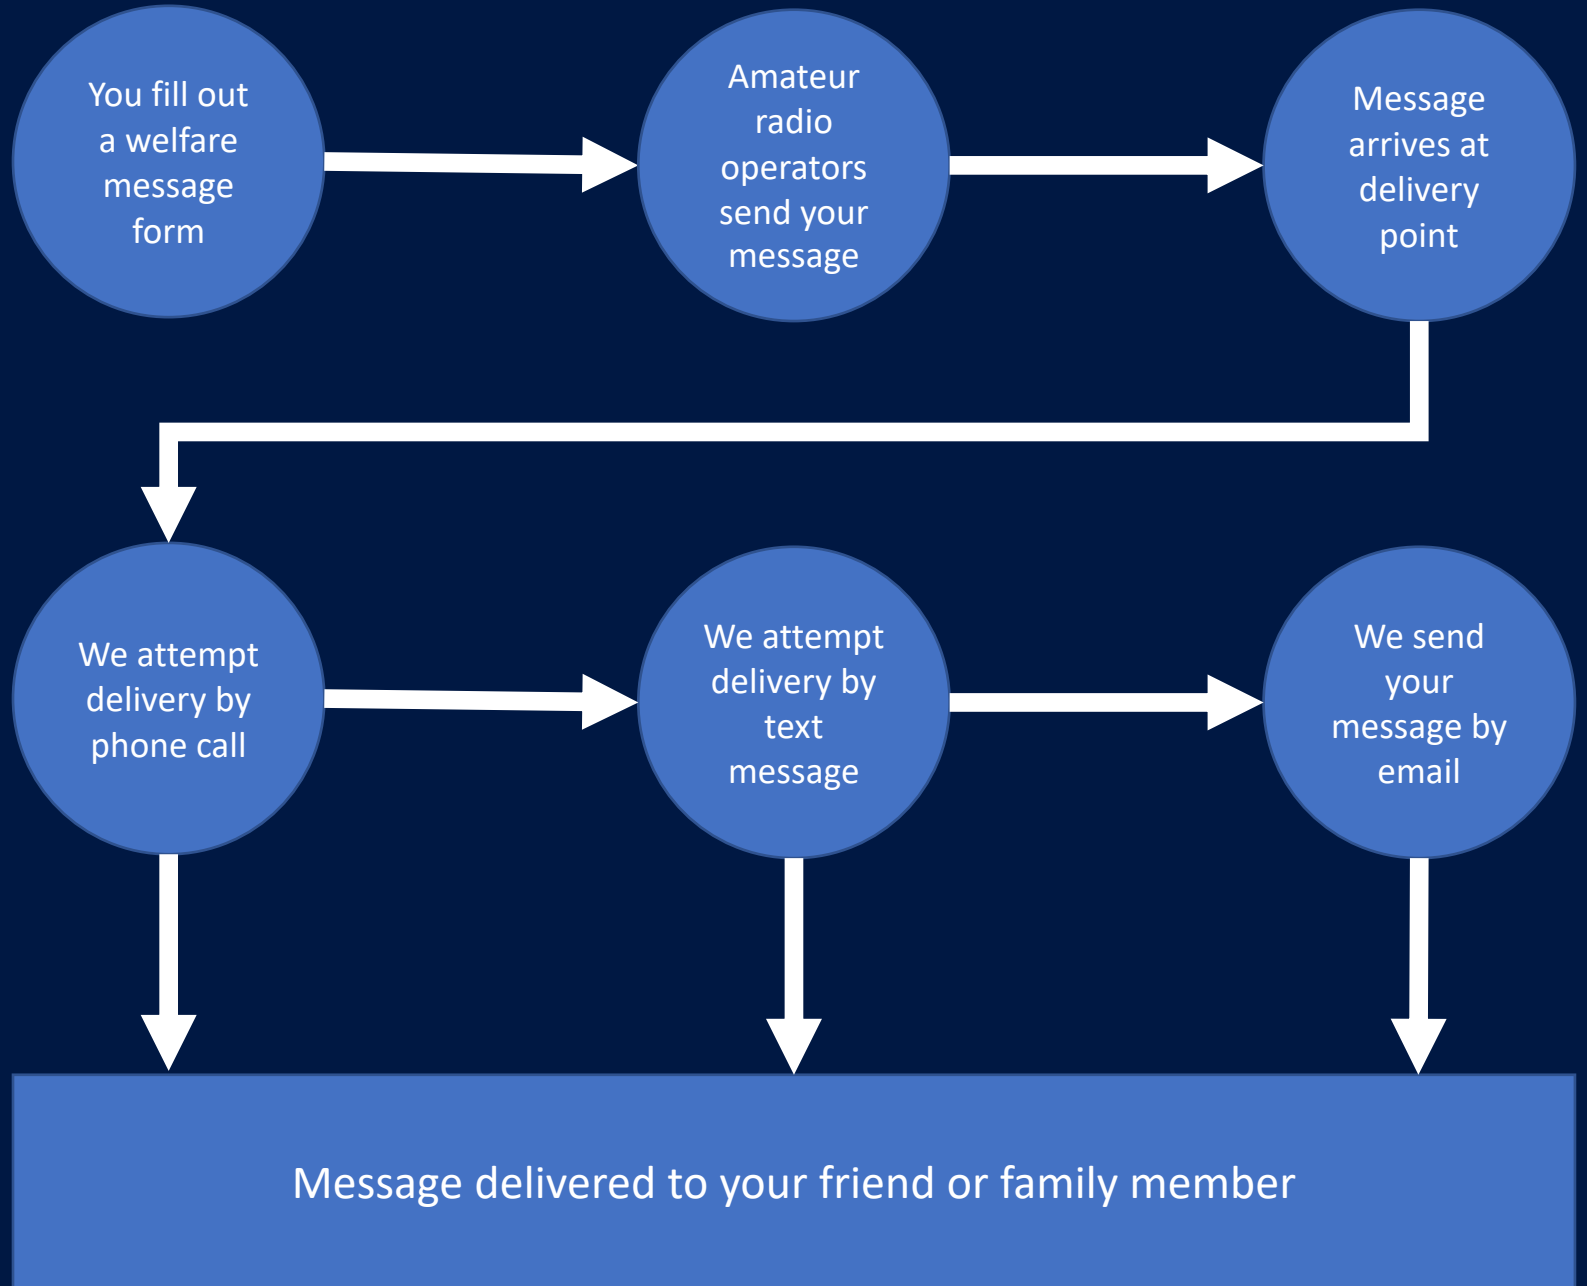 You fill out
a welfare
message
form
Amateur
radio
operators
send your
message
Message
arrives at
delivery
point
We attempt
delivery by
phone call
We attempt
delivery by
text
message
We send
your
message by
email
Message delivered to your friend or family member